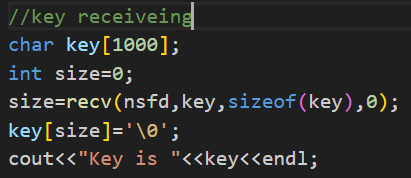 //key receiveing
char key[1000];
int size=0;
size=recv(nsfd,key,sizeof(key),0);
key[size]='\0';
cout<<"Key is "<<key<<endl;